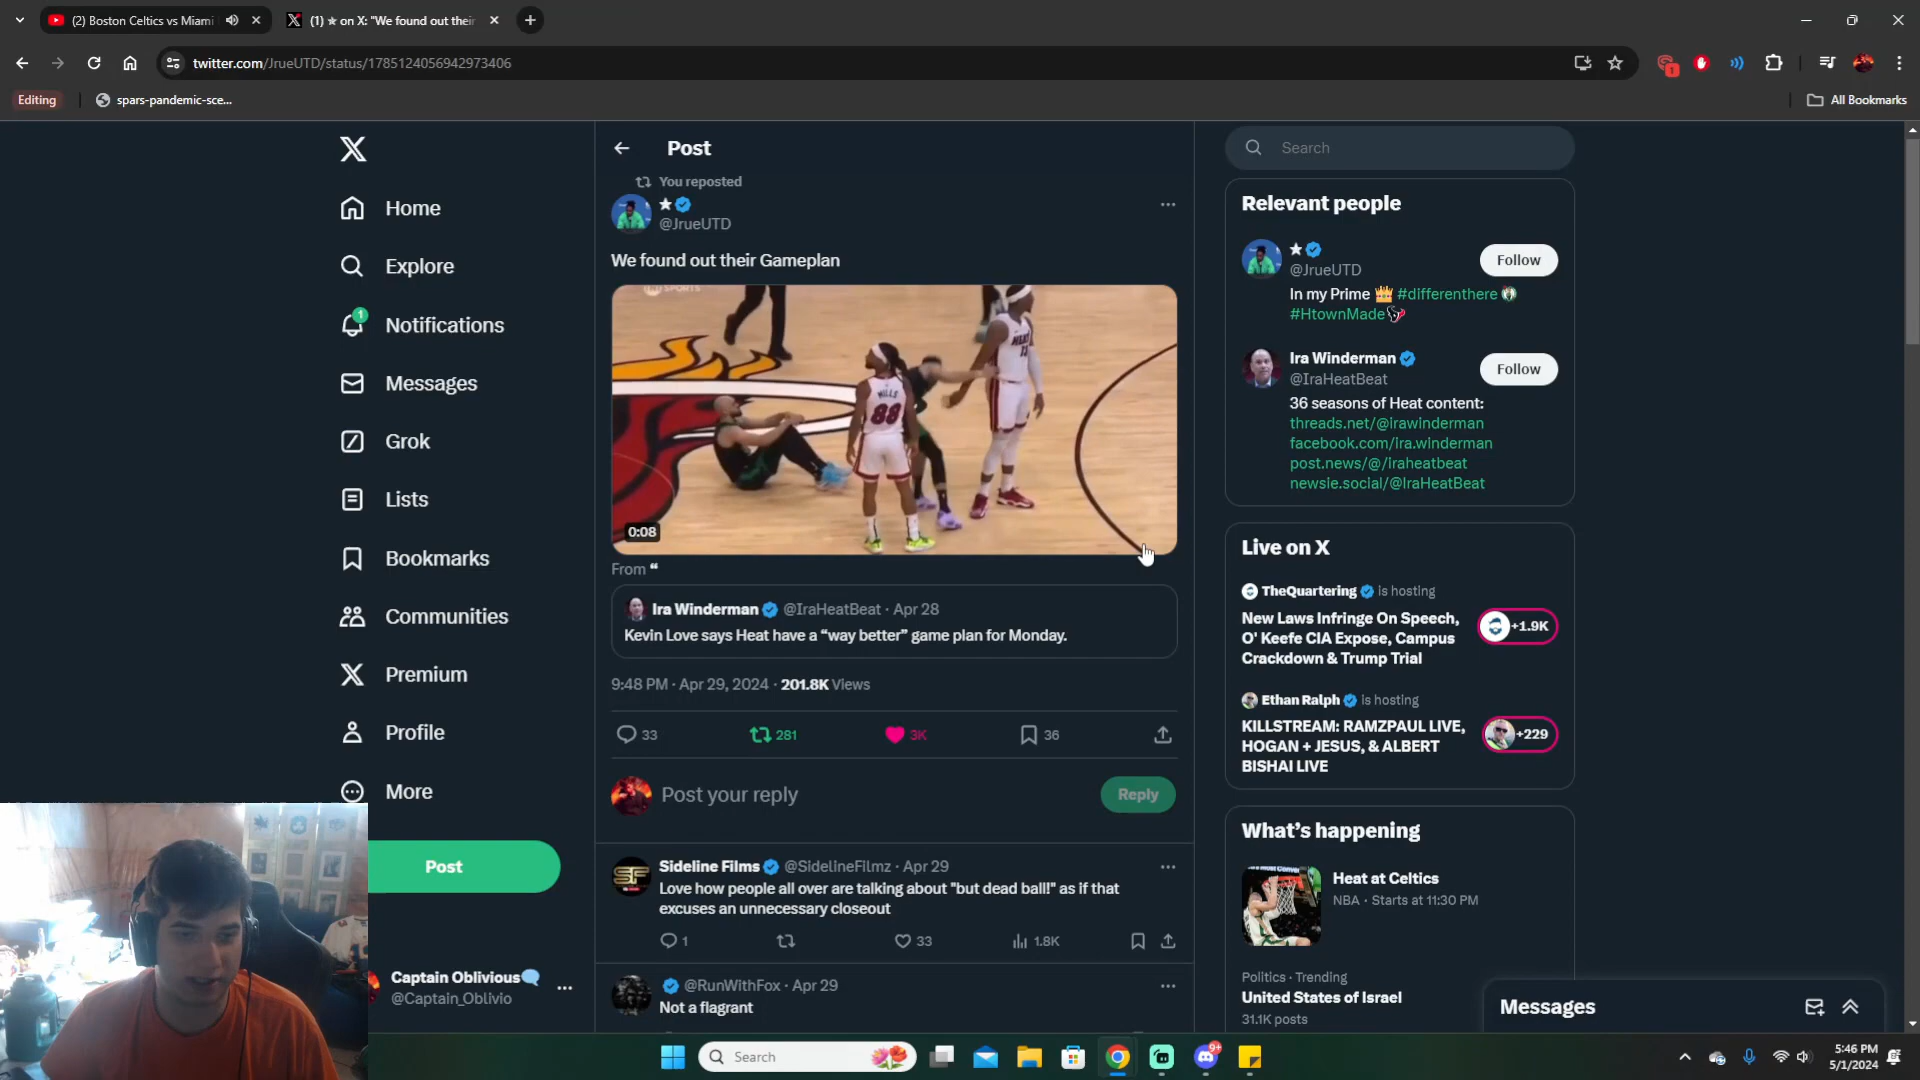 (2) Boston Celtics vs Miami
(1) ★ on X: "We found out their
twitter.com/JrueUTD/status/1785124056942973406
1
Editing
spars-pandemic-sce...
All Bookmarks
Post
Search
You reposted
★
@JrueUTD
We found out their Gameplan
SPORTS
HEAT
13
MILLS
88
0:08
From “
Ira Winderman @IraHeatBeat · Apr 28
Kevin Love says Heat have a “way better” game plan for Monday.
9:48 PM · Apr 29, 2024 · 201.8K Views
33
281
3K
36
Post your reply
Reply
Sideline Films @SidelineFilmz · Apr 29
Love how people all over are talking about "but dead ball!" as if that
excuses an unnecessary closeout
1
33
1.8K
@RunWithFox · Apr 29
Not a flagrant
Home
Explore
1
Notifications
Messages
Grok
Lists
Bookmarks
Communities
Premium
Profile
More
Post
Captain Oblivious
@Captain_Oblivio
Relevant people
★
@JrueUTD
Follow
In my Prime 👑 #differenthere
#HtownMade
Ira Winderman
@IraHeatBeat
Follow
36 seasons of Heat content:
threads.net/@irawinderman
facebook.com/ira.winderman
post.news/@/iraheatbeat
newsie.social/@IraHeatBeat
Live on X
TheQuartering is hosting
New Laws Infringe On Speech,
O' Keefe CIA Expose, Campus
Crackdown & Trump Trial
+1.9K
Ethan Ralph is hosting
KILLSTREAM: RAMZPAUL LIVE,
HOGAN + JESUS, & ALBERT
BISHAI LIVE
+229
What's happening
Heat at Celtics
NBA · Starts at 11:30 PM
Politics · Trending
United States of Israel
31.1K posts
Messages
Search
9+
5:46 PM
5/1/2024